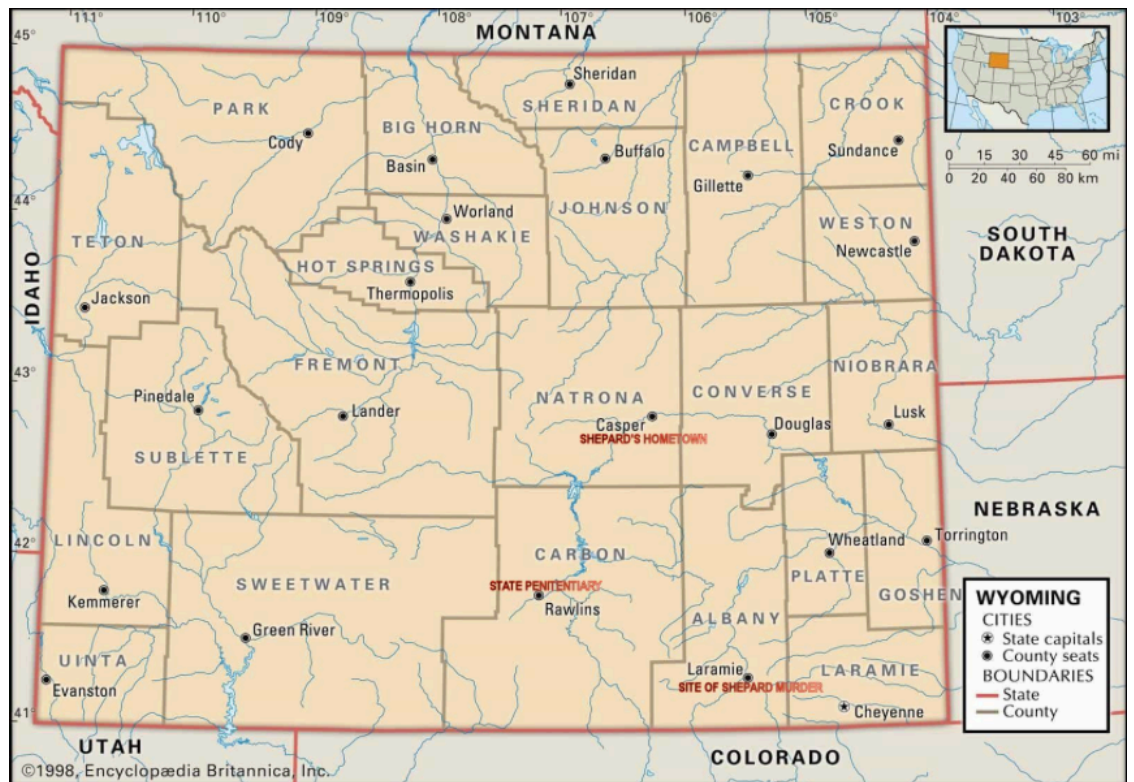 111°
110°
109°
108°
107°
106°
105°
104°
103°
45°
MONTANA
Sheridan
SHERIDAN
PARK
BIG HORN
CROOK
Cody
Basin
Buffalo
CAMPBELL
Sundance
Gillette
0 15 30 45 60 mi
0 20 40 60 80 km
44°
Worland
JOHNSON
WESTON
TETON
WASHAKIE
Newcastle
SOUTH
DAKOTA
HOT SPRINGS
Thermopolis
IDAHO
Jackson
FREMONT
NIOBRARA
43°
Pinedale
NATRONA
CONVERSE
Lander
Casper
Douglas
Lusk
SHEPARD'S HOMETOWN
SUBLETTE
NEBRASKA
42°
LINCOLN
CARBON
Wheatland
Torrington
SWEETWATER
STATE PENITENTIARY
PLATTE
Kemmerer
Rawlins
GOSHEN
ALBANY
Green River
UINTA
Laramie
LARAMIE
Evanston
SITE OF SHEPARD MURDER
41°
Cheyenne
WYOMING
CITIES
State capitals
County seats
BOUNDARIES
State
County
UTAH
COLORADO
©1998, Encyclopædia Britannica, Inc.